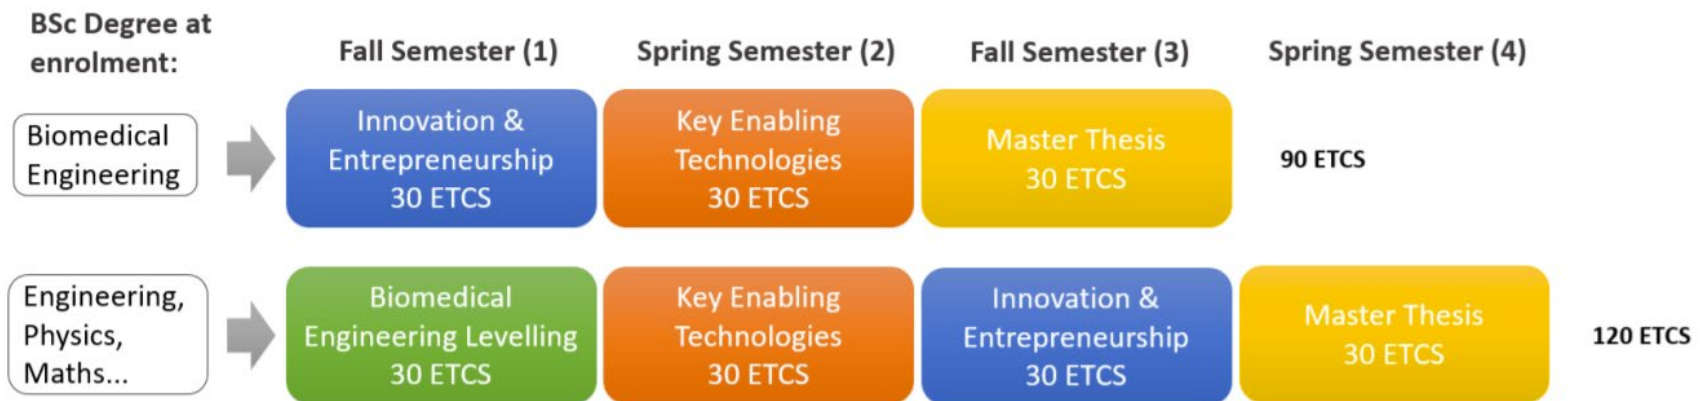 BSc Degree at
enrolment:
Fall Semester (1)
Spring Semester (2)
Fall Semester (3)
Spring Semester (4)
Biomedical
Engineering
Innovation &
Entrepreneurship
30 ETCS
Key Enabling
Technologies
30 ETCS
Master Thesis
30 ETCS
90 ETCS
Engineering,
Physics,
Maths...
Biomedical
Engineering Levelling
30 ETCS
Key Enabling
Technologies
30 ETCS
Innovation &
Entrepreneurship
30 ETCS
Master Thesis
30 ETCS
120 ETCS